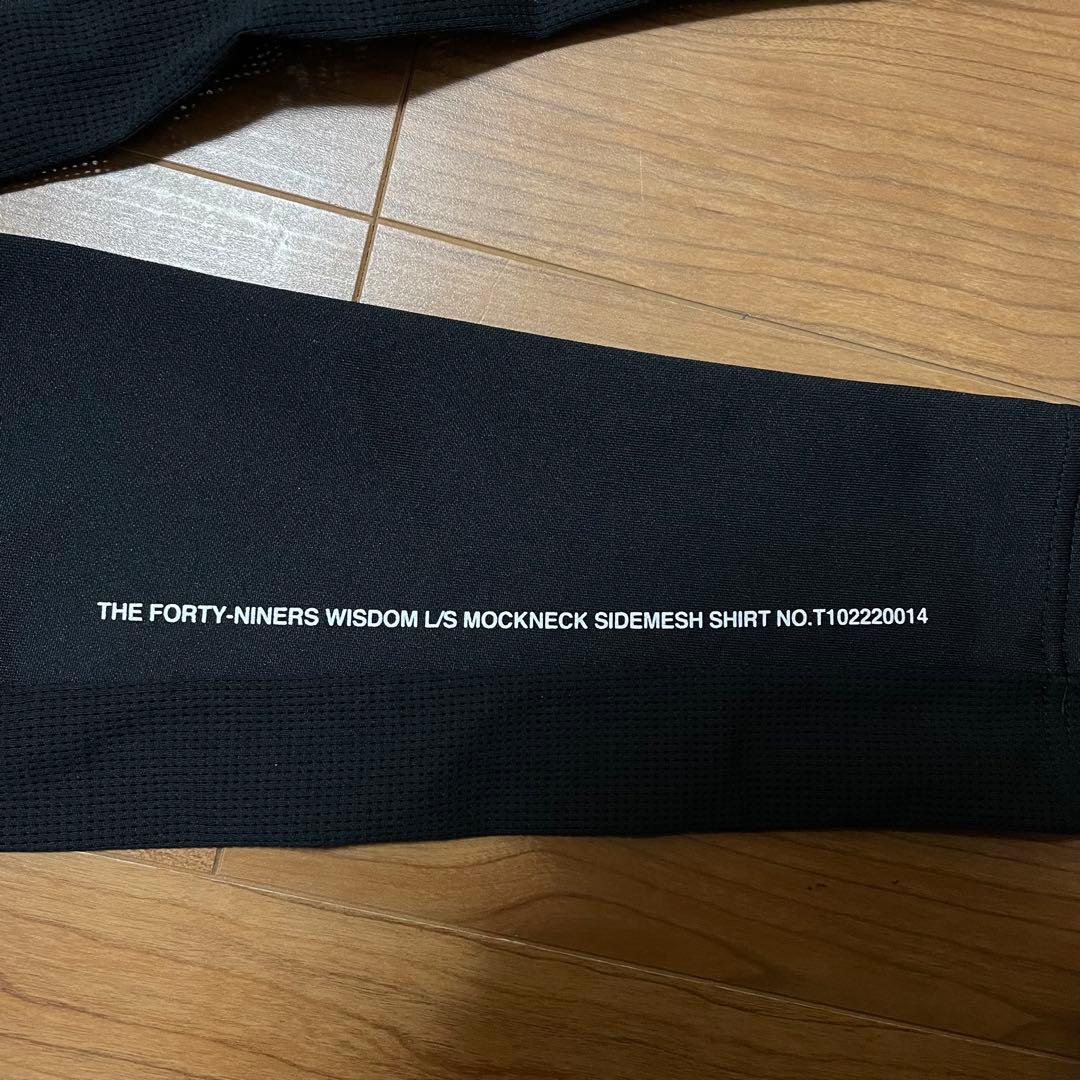 THE FORTY-NINERS WISDOM L/S MOCKNECK SIDEMESH SHIRT NO.T102220014